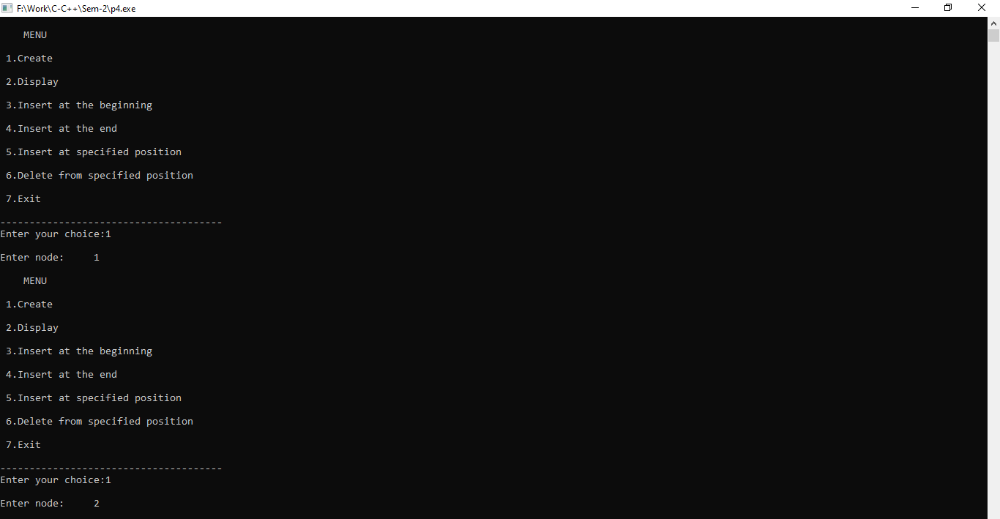 F:\Work\C-C++\Sem-2\p4.exe
MENU
1.Create
2.Display
3.Insert at the beginning
4.Insert at the end
5.Insert at specified position
6.Delete from specified position
7.Exit
--------------------------------------
Enter your choice:1
Enter node:     1
MENU
1.Create
2.Display
3.Insert at the beginning
4.Insert at the end
5.Insert at specified position
6.Delete from specified position
7.Exit
--------------------------------------
Enter your choice:1
Enter node:     2